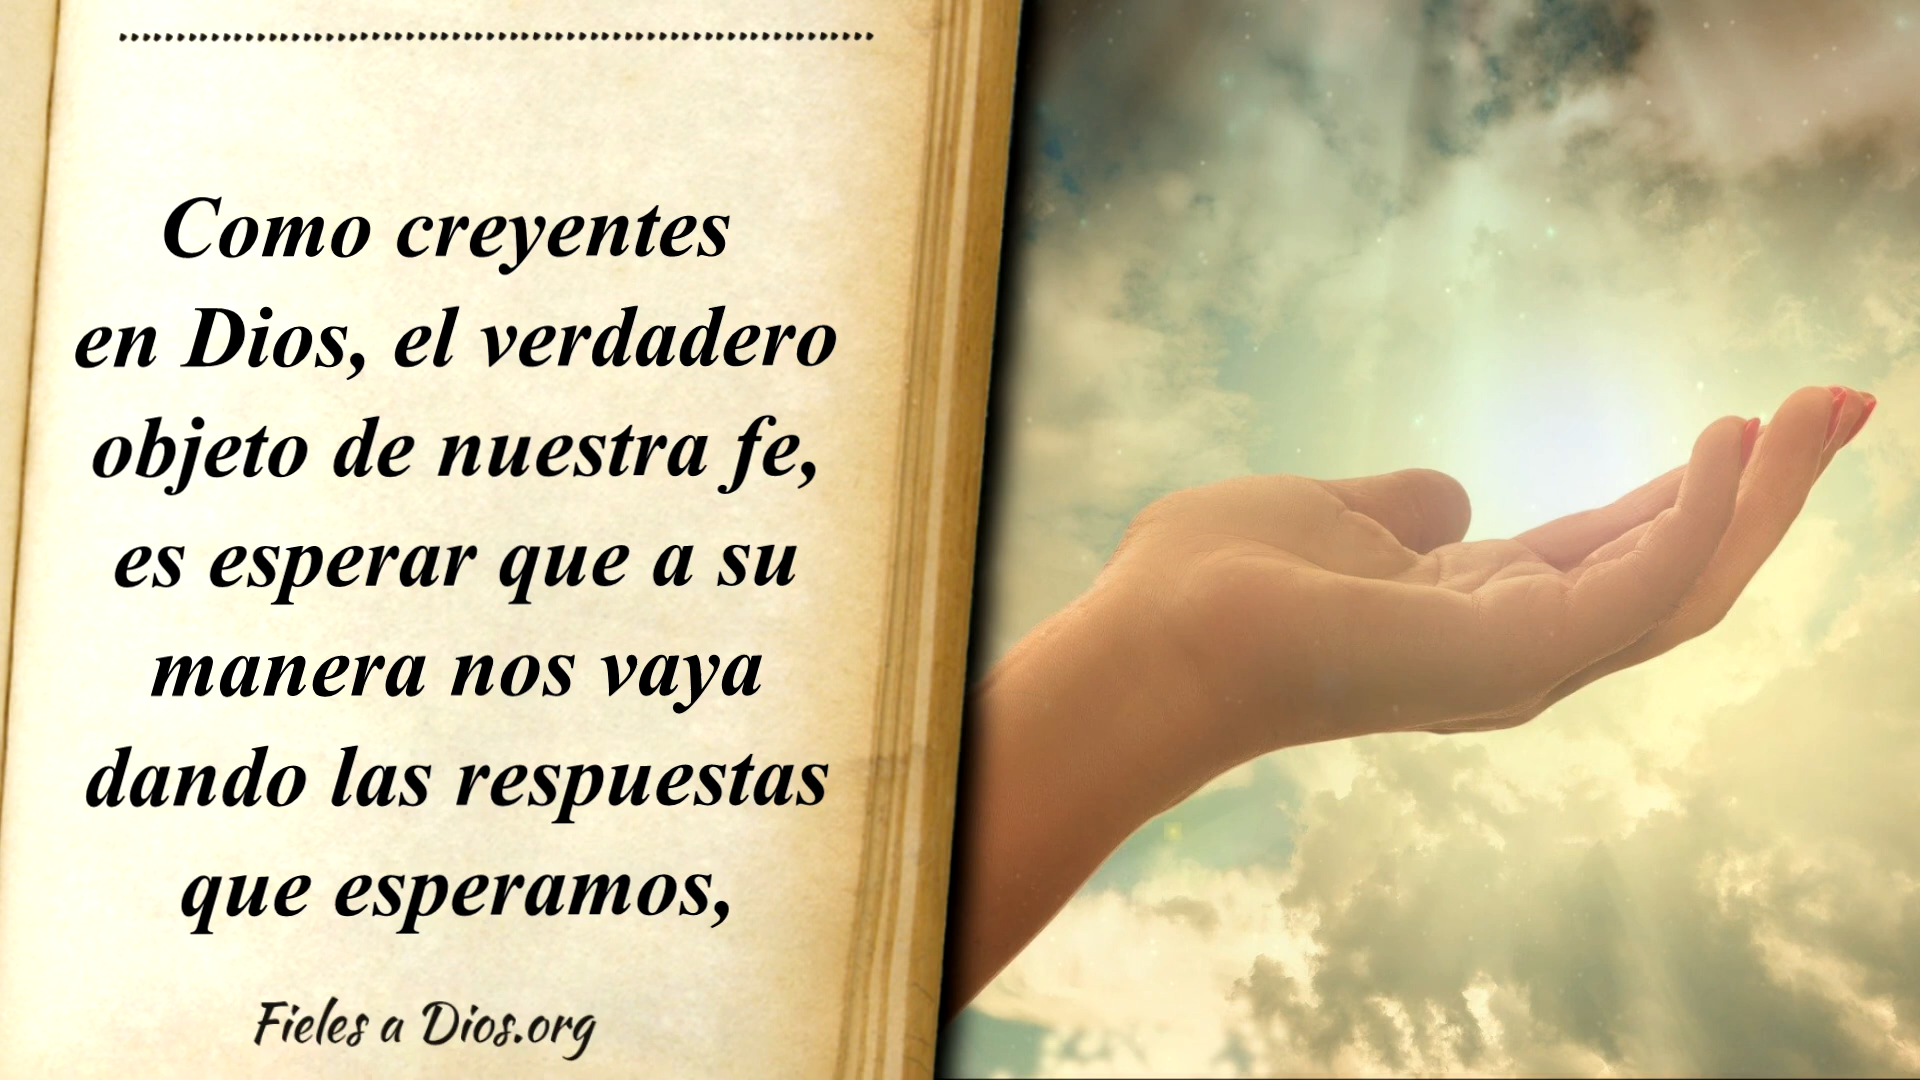 Como creyentes
en Dios, el verdadero
objeto de nuestra fe,
es esperar que a su
manera nos vaya
dando las respuestas
que esperamos,
Fieles a Dios.org